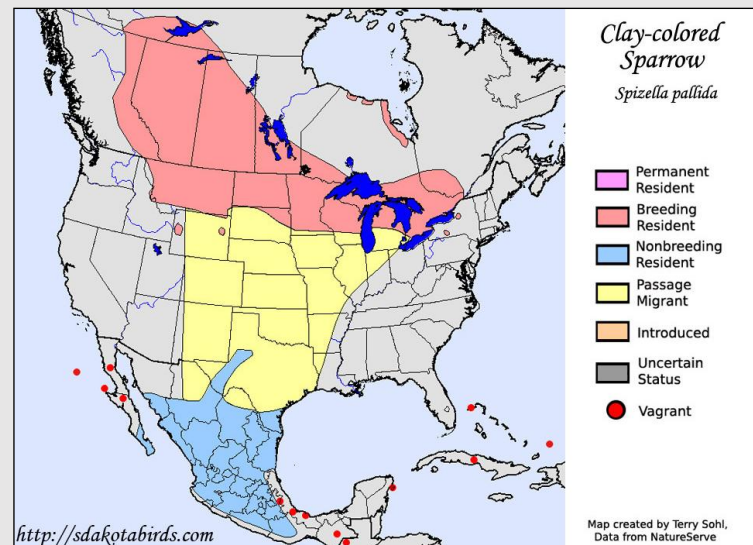 Clay-colored
Sparrow
Spizella pallida
Permanent
Resident
Breeding
Resident
Nonbreeding
Resident
Passage
Migrant
Introduced
Uncertain
Status
Vagrant
Map created by Terry Sohl,
Data from NatureServe
http://sdakotabirds.com